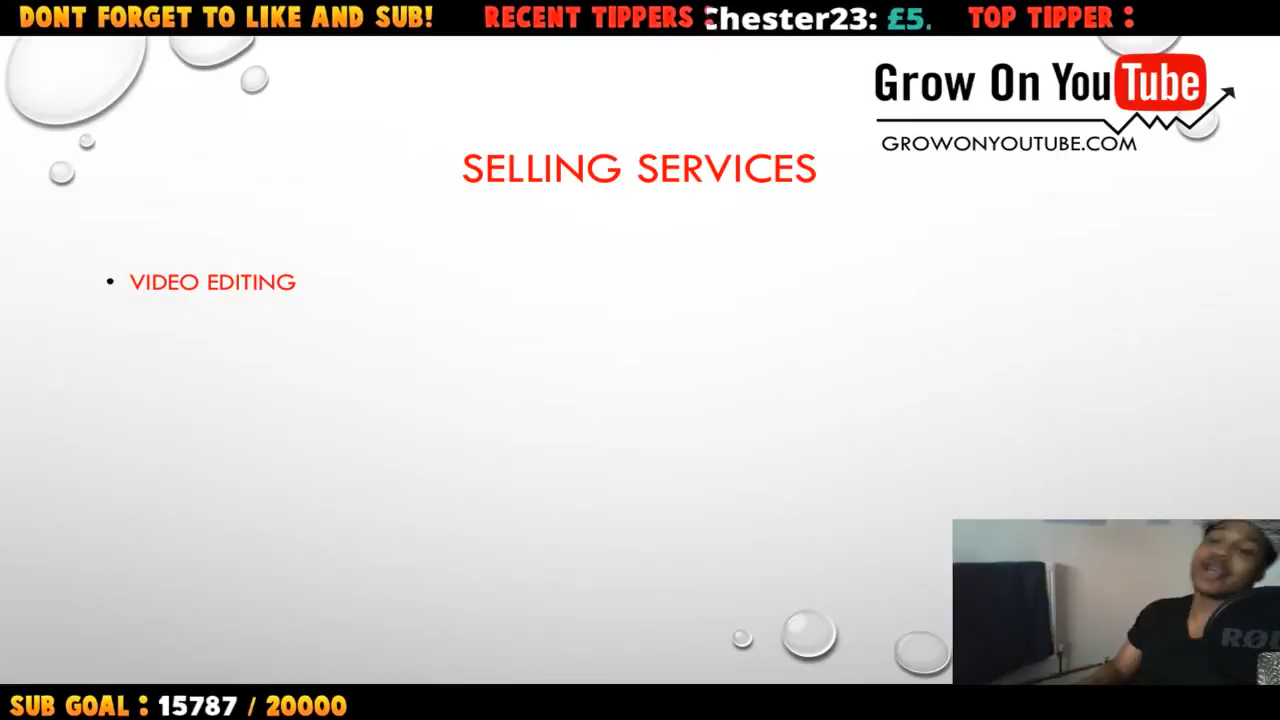 DONT FORGET TO LIKE AND SUB! RECENT TIPPERS : Chester23: £5. TOP TIPPER :
Grow On YouTube
GROWONYOUTUBE.COM
SELLING SERVICES
• VIDEO EDITING
SUB GOAL : 15787 / 20000